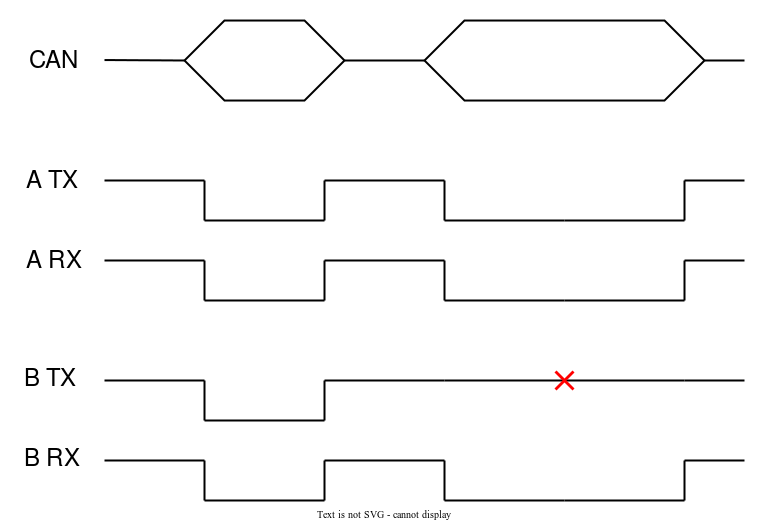 CAN
A TX
A RX
B TX
B RX
Text is not SVG - cannot display